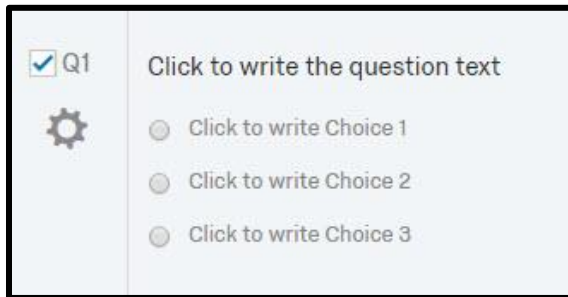 Q1
Click to write the question text
Click to write Choice 1
Click to write Choice 2
Click to write Choice 3